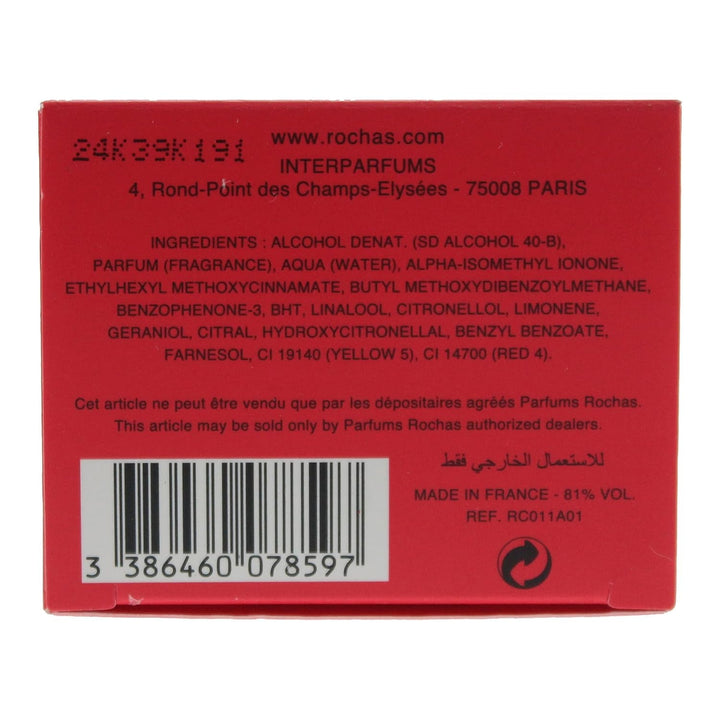 24K39K191
www.rochas.com
INTERPARFUMS
4, Rond-Point des Champs-Elysées - 75008 PARIS
INGREDIENTS : ALCOHOL DENAT. (SD ALCOHOL 40-B),
PARFUM (FRAGRANCE), AQUA (WATER), ALPHA-ISOMETHYL IONONE,
ETHYLHEXYL METHOXYCINNAMATE, BUTYL METHOXYDIBENZOYLMETHANE,
BENZOPHENONE-3, BHT, LINALOOL, CITRONELLOL, LIMONENE,
GERANIOL, CITRAL, HYDROXYCITRONELLAL, BENZYL BENZOATE,
FARNESOL, CI 19140 (YELLOW 5), CI 14700 (RED 4).
Cet article ne peut être vendu que par les dépositaires agréés Parfums Rochas.
This article may be sold only by Parfums Rochas authorized dealers.
للاستعمال الخارجي فقط
MADE IN FRANCE - 81% VOL.
REF. RC011A01
3 386460 078597